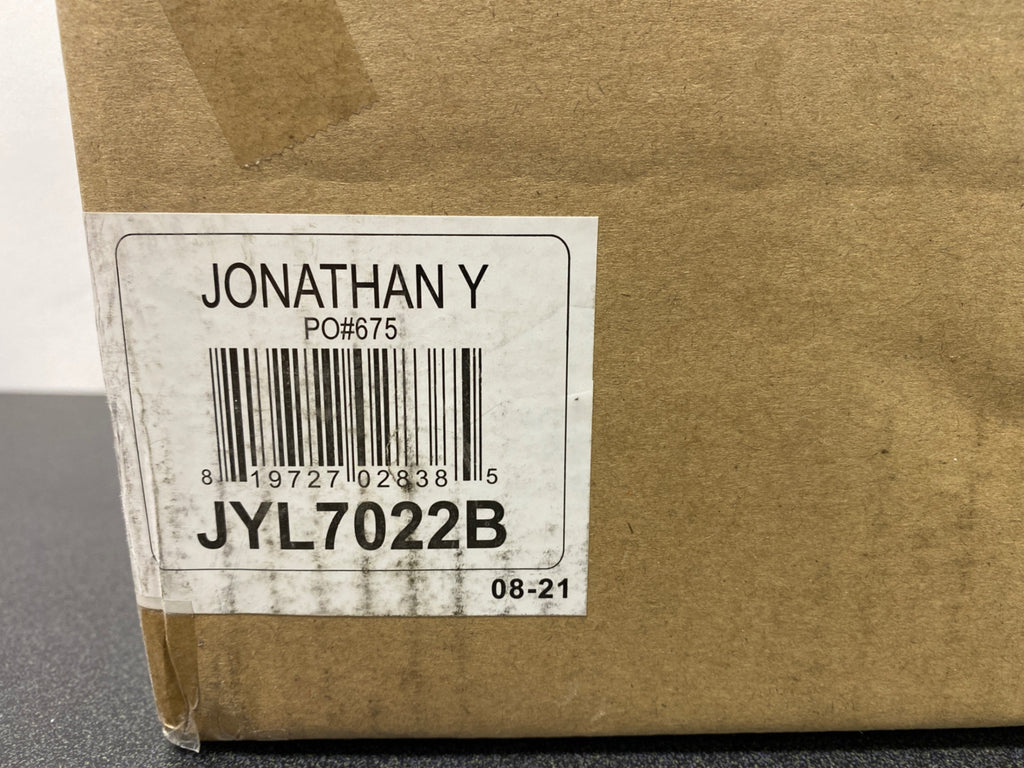 JONATHAN Y
PO#675
8 19727 02838 5
JYL7022B
08-21